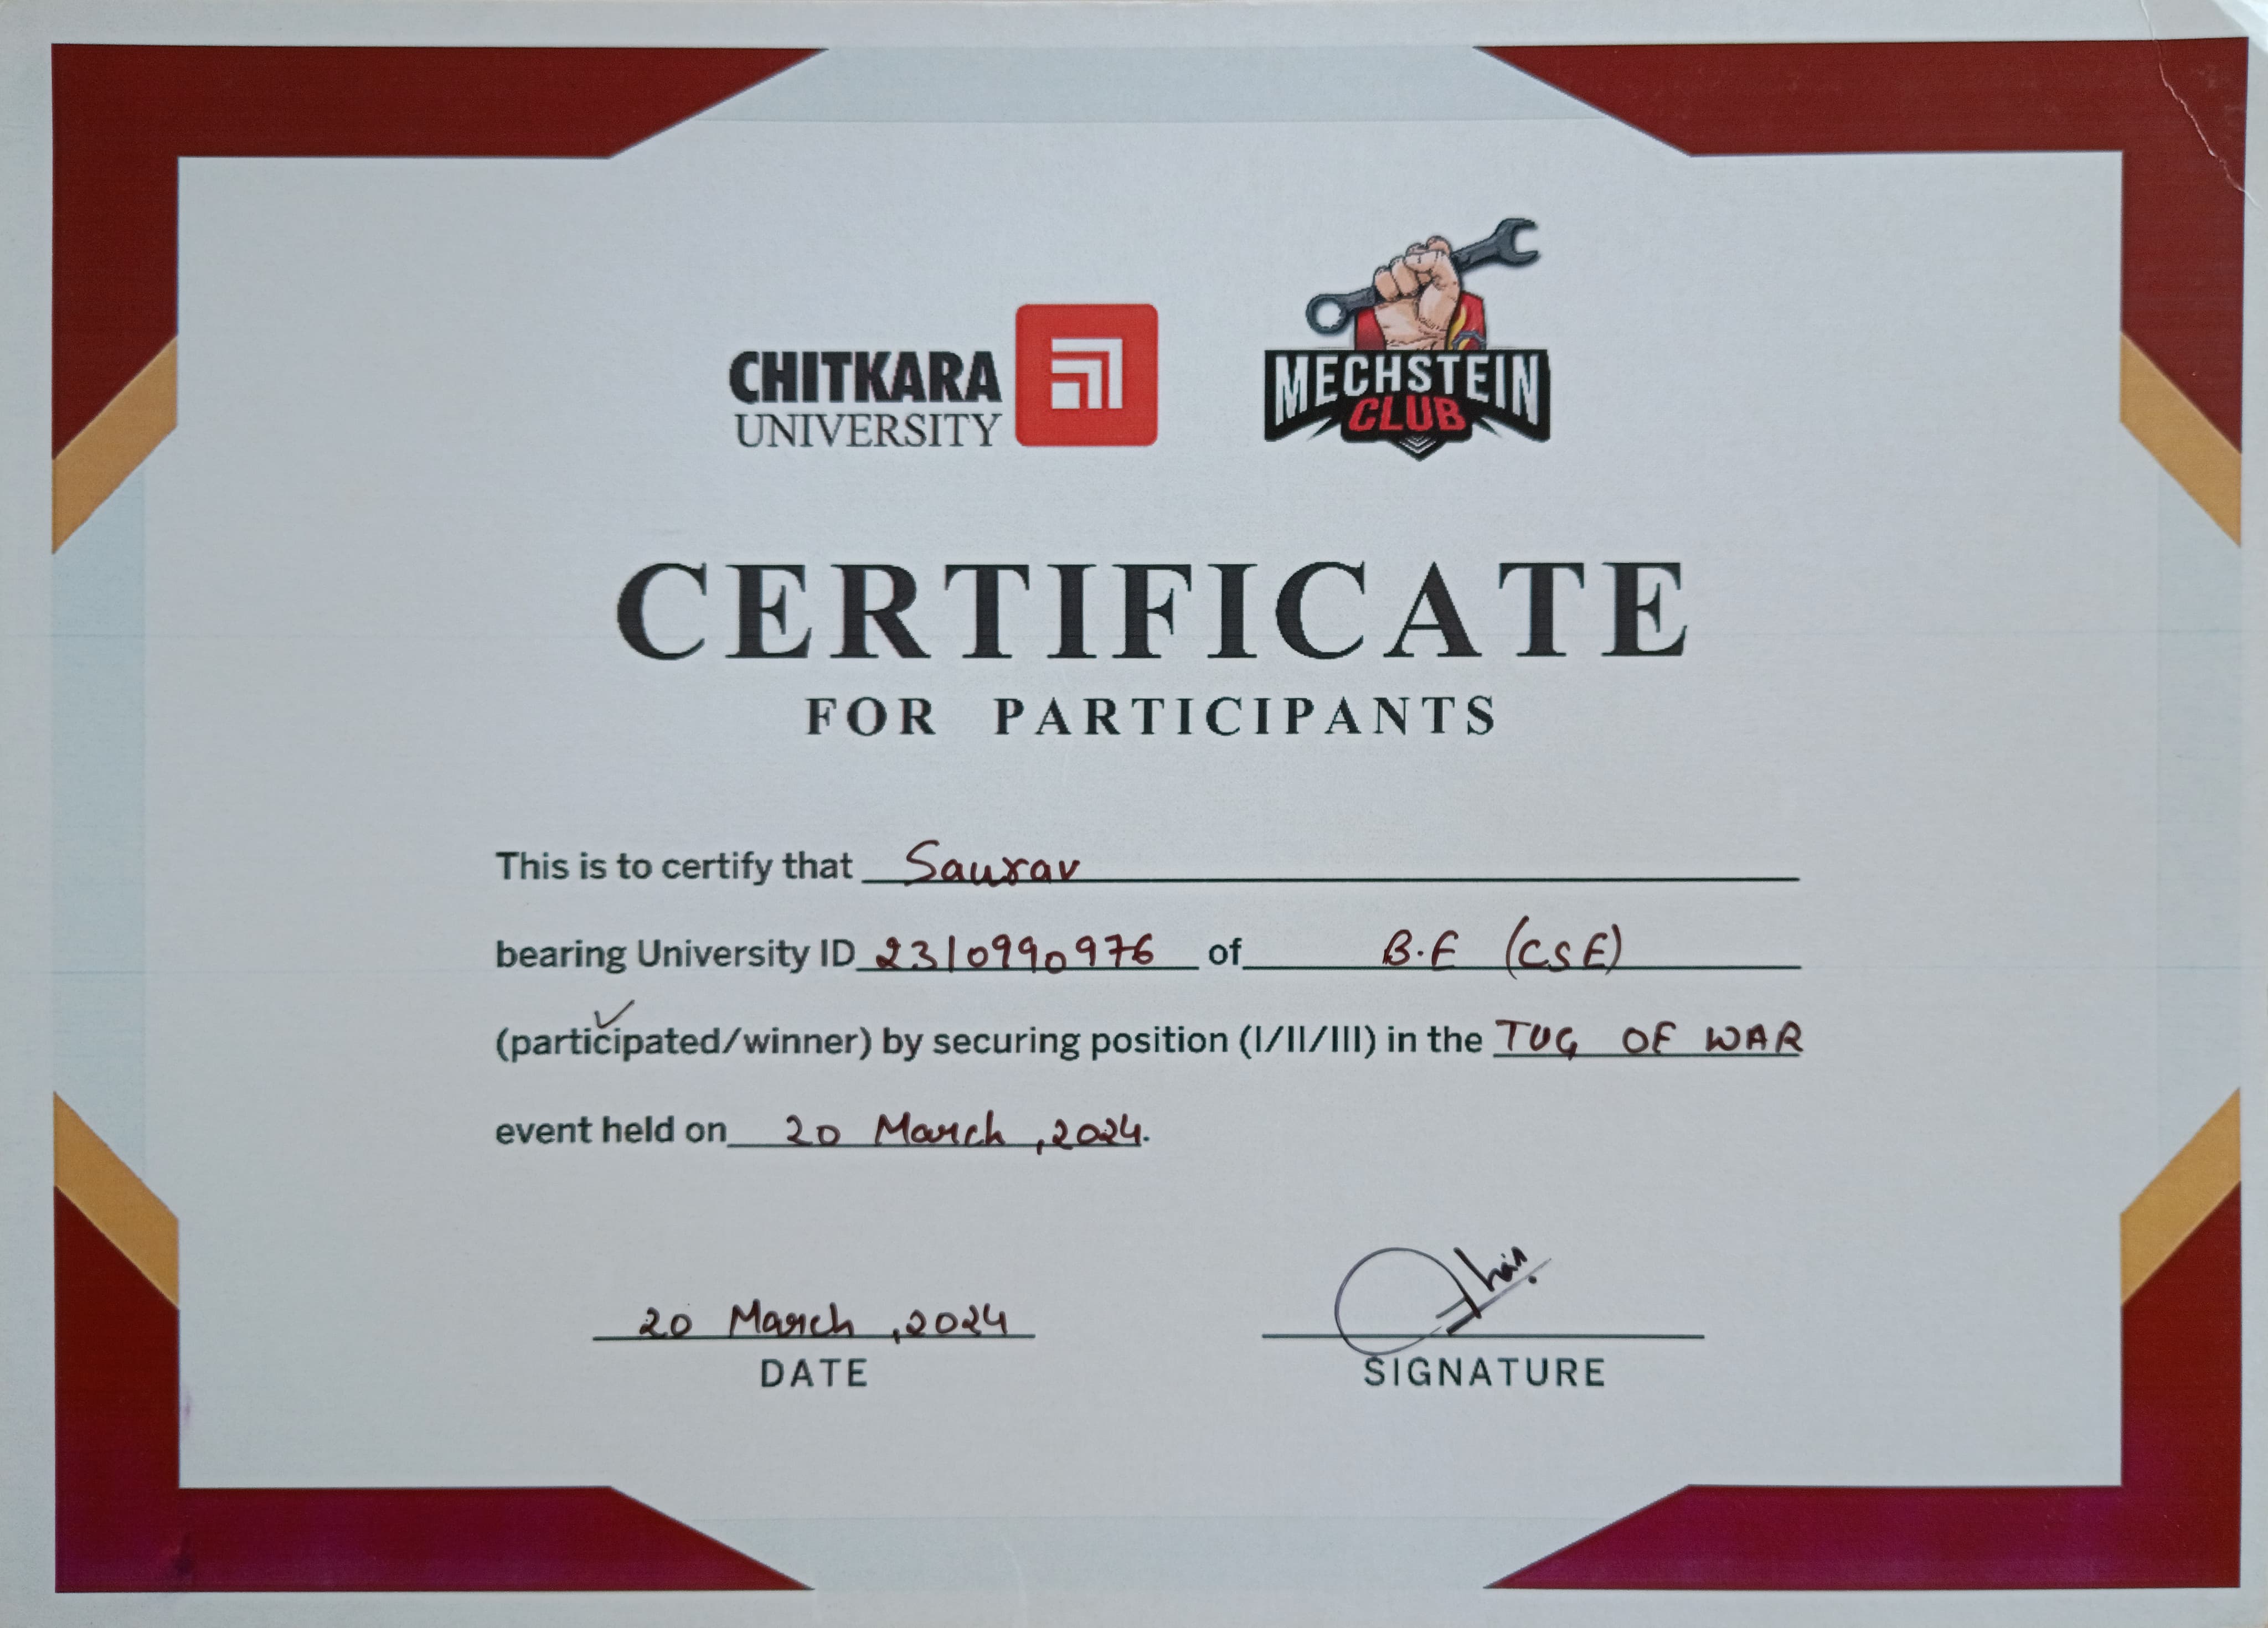 CHITKARA
UNIVERSITY
MECHSTEIN
CLUB
CERTIFICATE
FOR PARTICIPANTS
This is to certify that Saurav
bearing University ID 2310990976 of B.E (CSE)
(participated/winner) by securing position (I/II/III) in the TUG OF WAR
event held on 20 March ,2024.
20 March ,2024
DATE
SIGNATURE